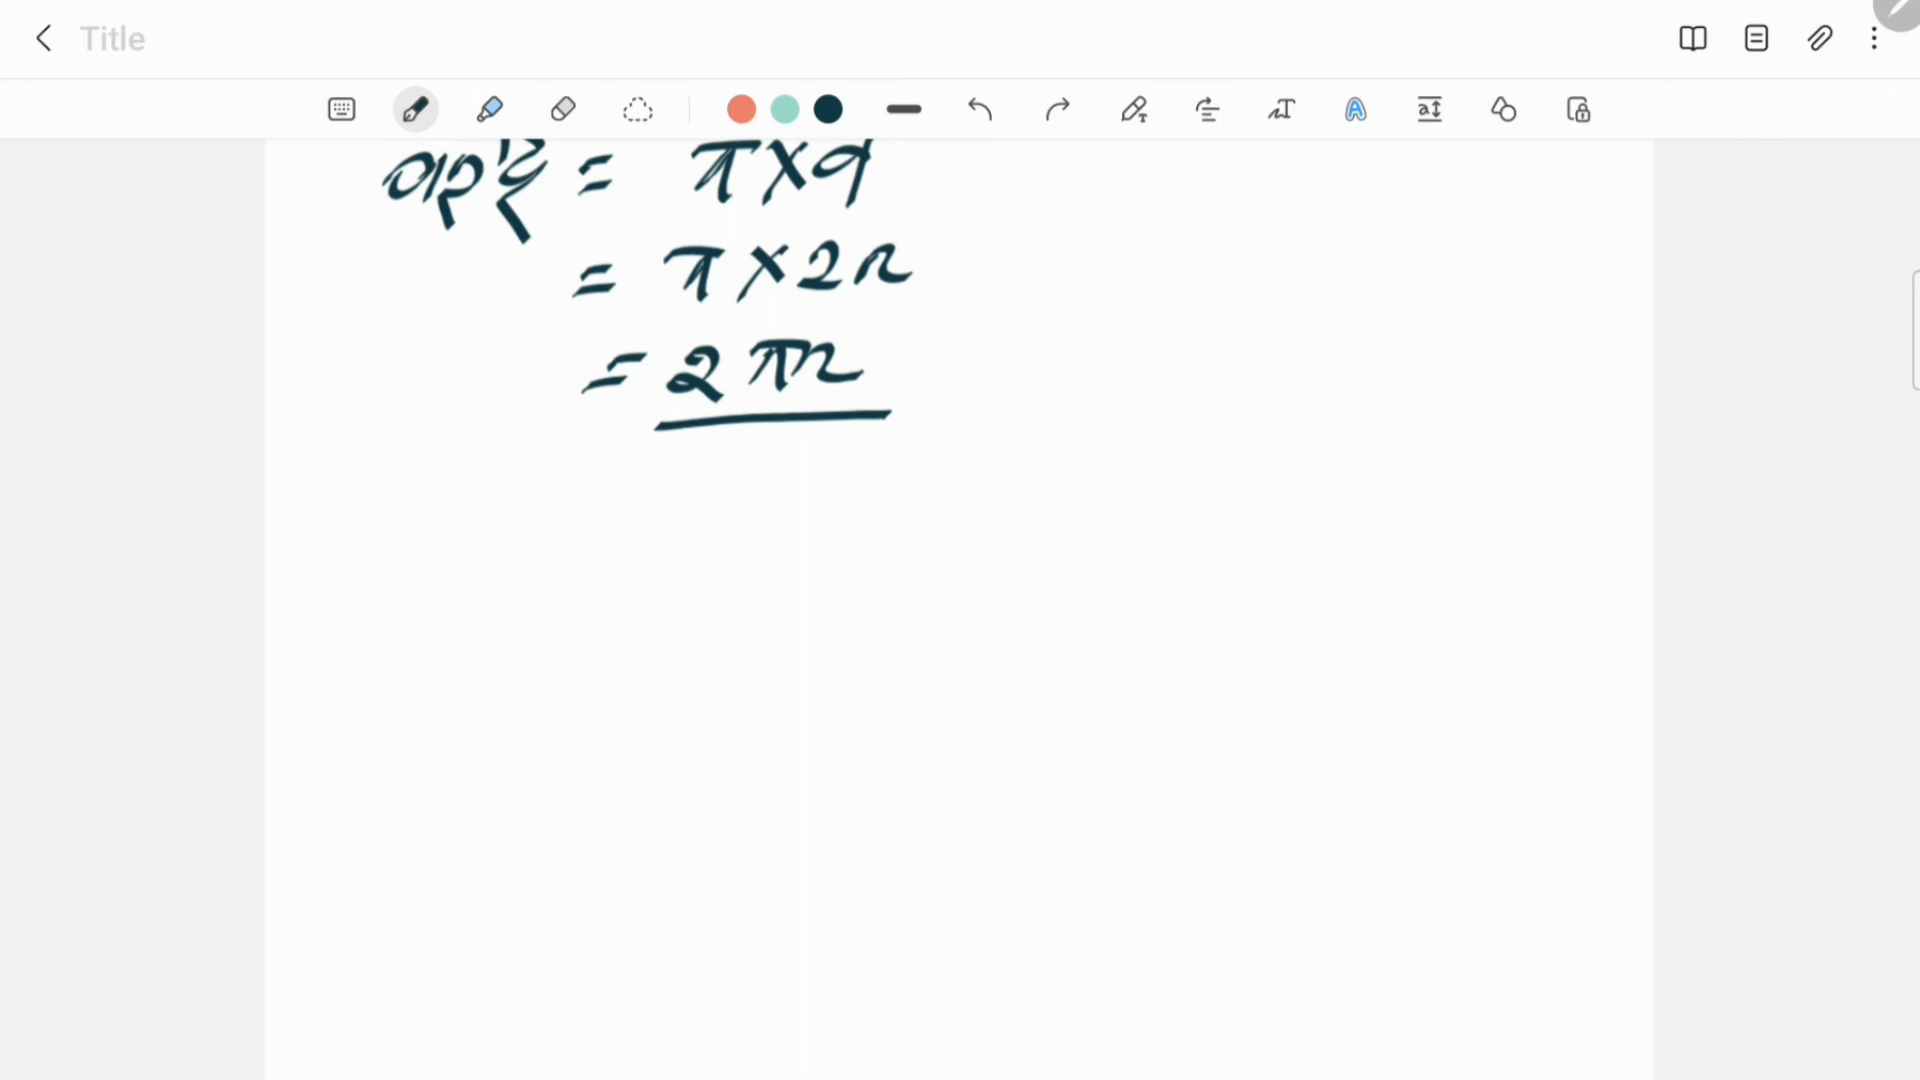 Title
= π×d
= π×2r
= 2πr